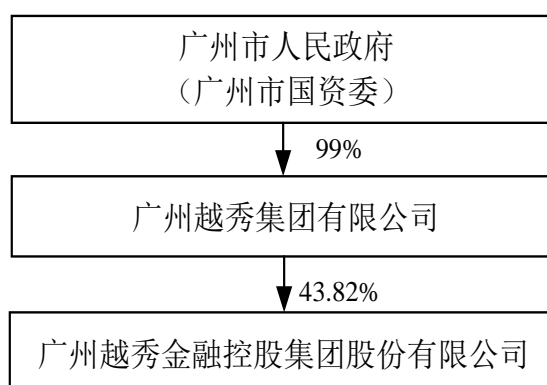 广州市人民政府
（广州市国资委）
99%
广州越秀集团有限公司
43.82%
广州越秀金融控股集团股份有限公司